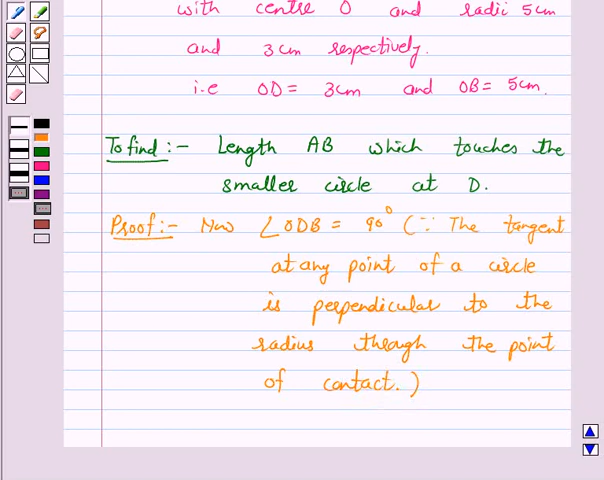 with centre O and radii 5cm
and 3cm respectively.
i.e OD = 3cm and OB = 5cm.
To find :- Length AB which touches the
smaller circle at D.
Proof :- Now ∠ODB = 90° (∵ The tangent
at any point of a circle
is perpendicular to the
radius through the point
of contact.)